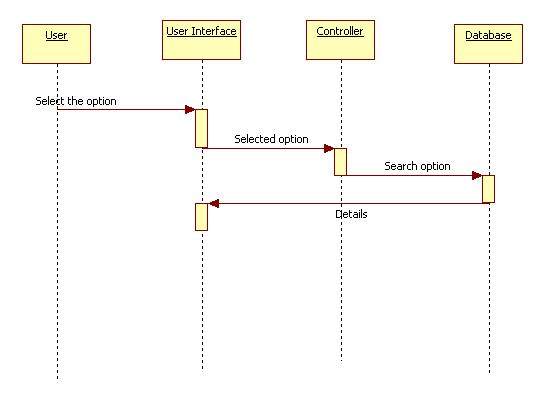 User
User Interface
Controller
Database
Select the option
Selected option
Search option
Details